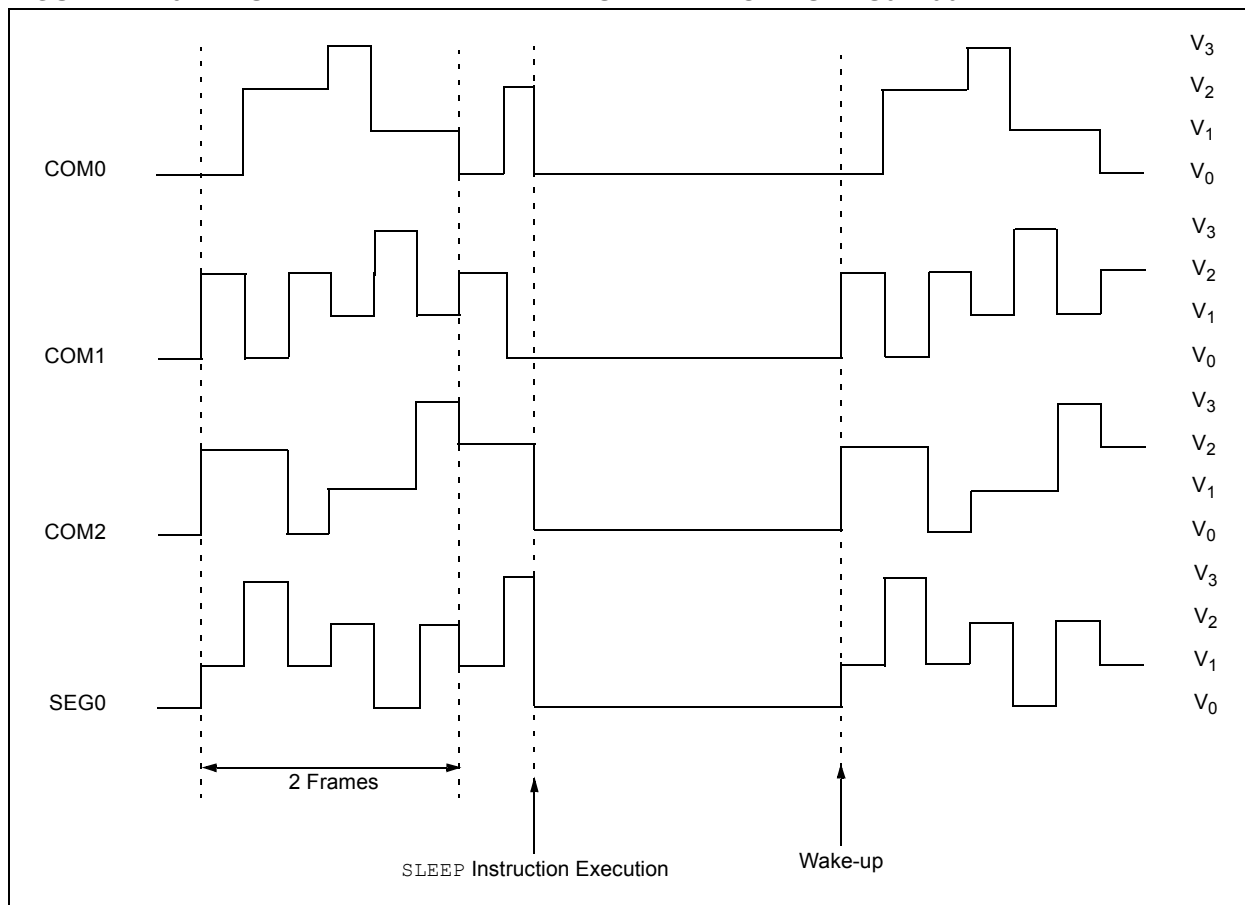 V3
V2
V1
COM0
V0
V3
V2
V1
COM1
V0
V3
V2
V1
COM2
V0
V3
V2
V1
SEG0
V0
2 Frames
SLEEP Instruction Execution
Wake-up